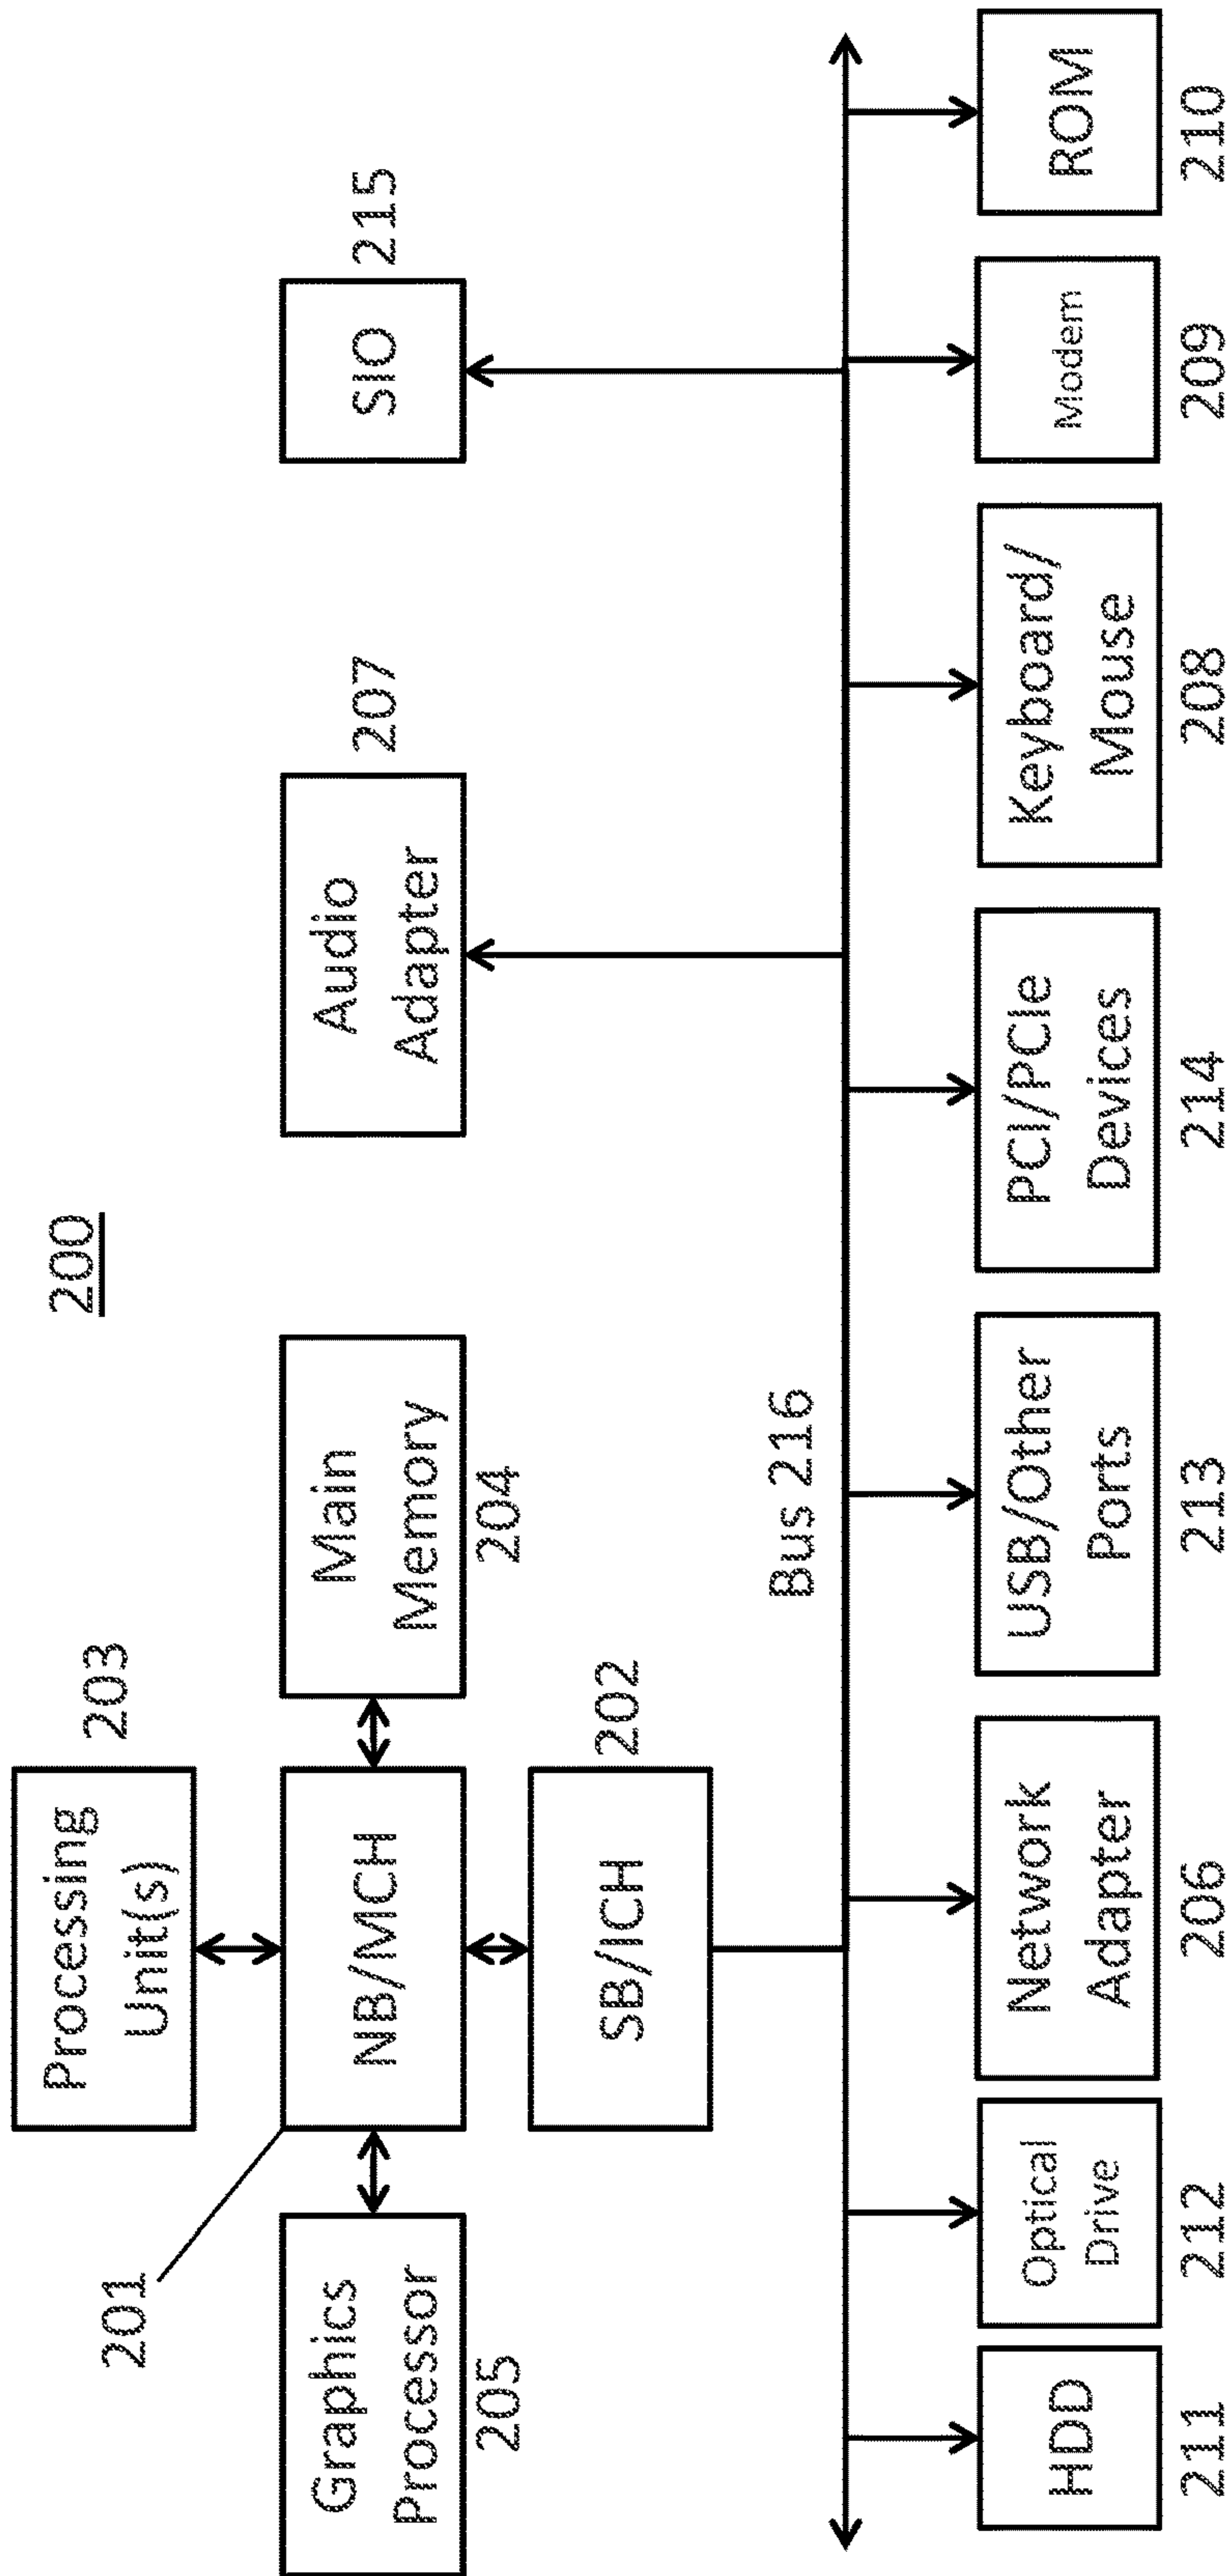 200
Processing
Unit(s)
203
201
Graphics
Processor
205
NB/MCH
Main
Memory
204
Audio
Adapter
207
SIO
215
SB/ICH
202
Bus 216
HDD
211
Optical
Drive
212
Network
Adapter
206
USB/Other
Ports
213
PCI/PCIe
Devices
214
Keyboard/
Mouse
208
Modem
209
ROM
210